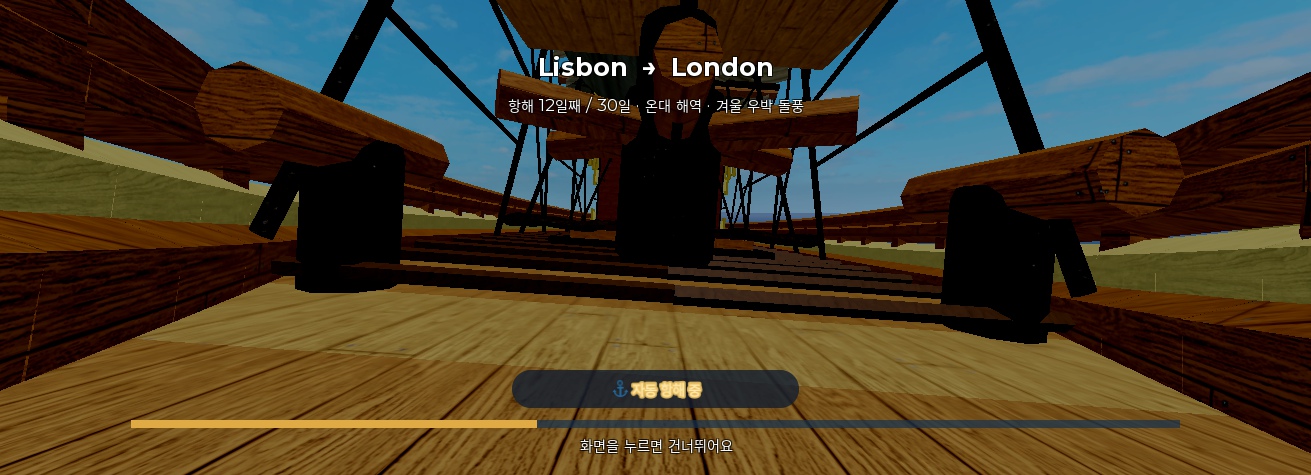 Lisbon → London
항해 12일째 / 30일 · 온대 해역 · 겨울 우박 돌풍
⚓ 자동 항해 중
화면을 누르면 건너뛰어요